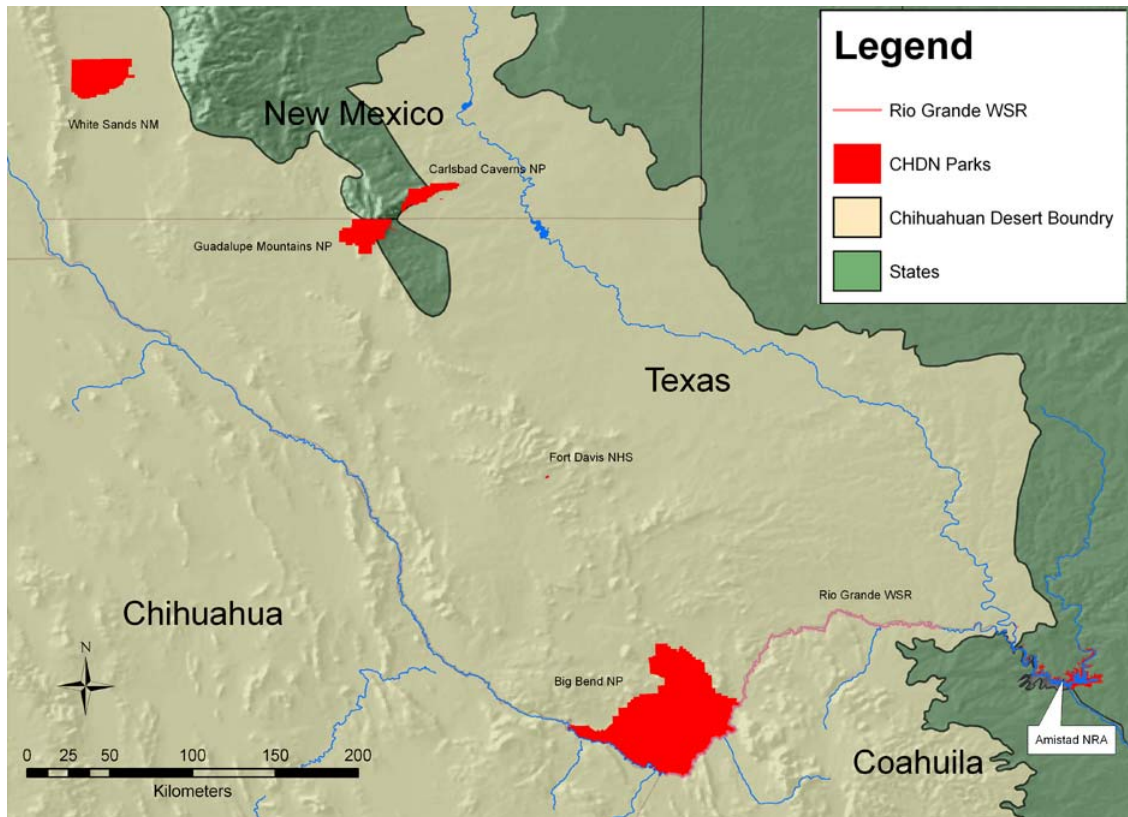 Legend
Rio Grande WSR
CHDN Parks
Chihuahuan Desert Boundry
States
White Sands NM
New Mexico
Carlsbad Caverns NP
Guadalupe Mountains NP
Texas
Fort Davis NHS
Chihuahua
Rio Grande WSR
N
Big Bend NP
Amistad NRA
Coahuila
0 25 50 100 150 200
Kilometers